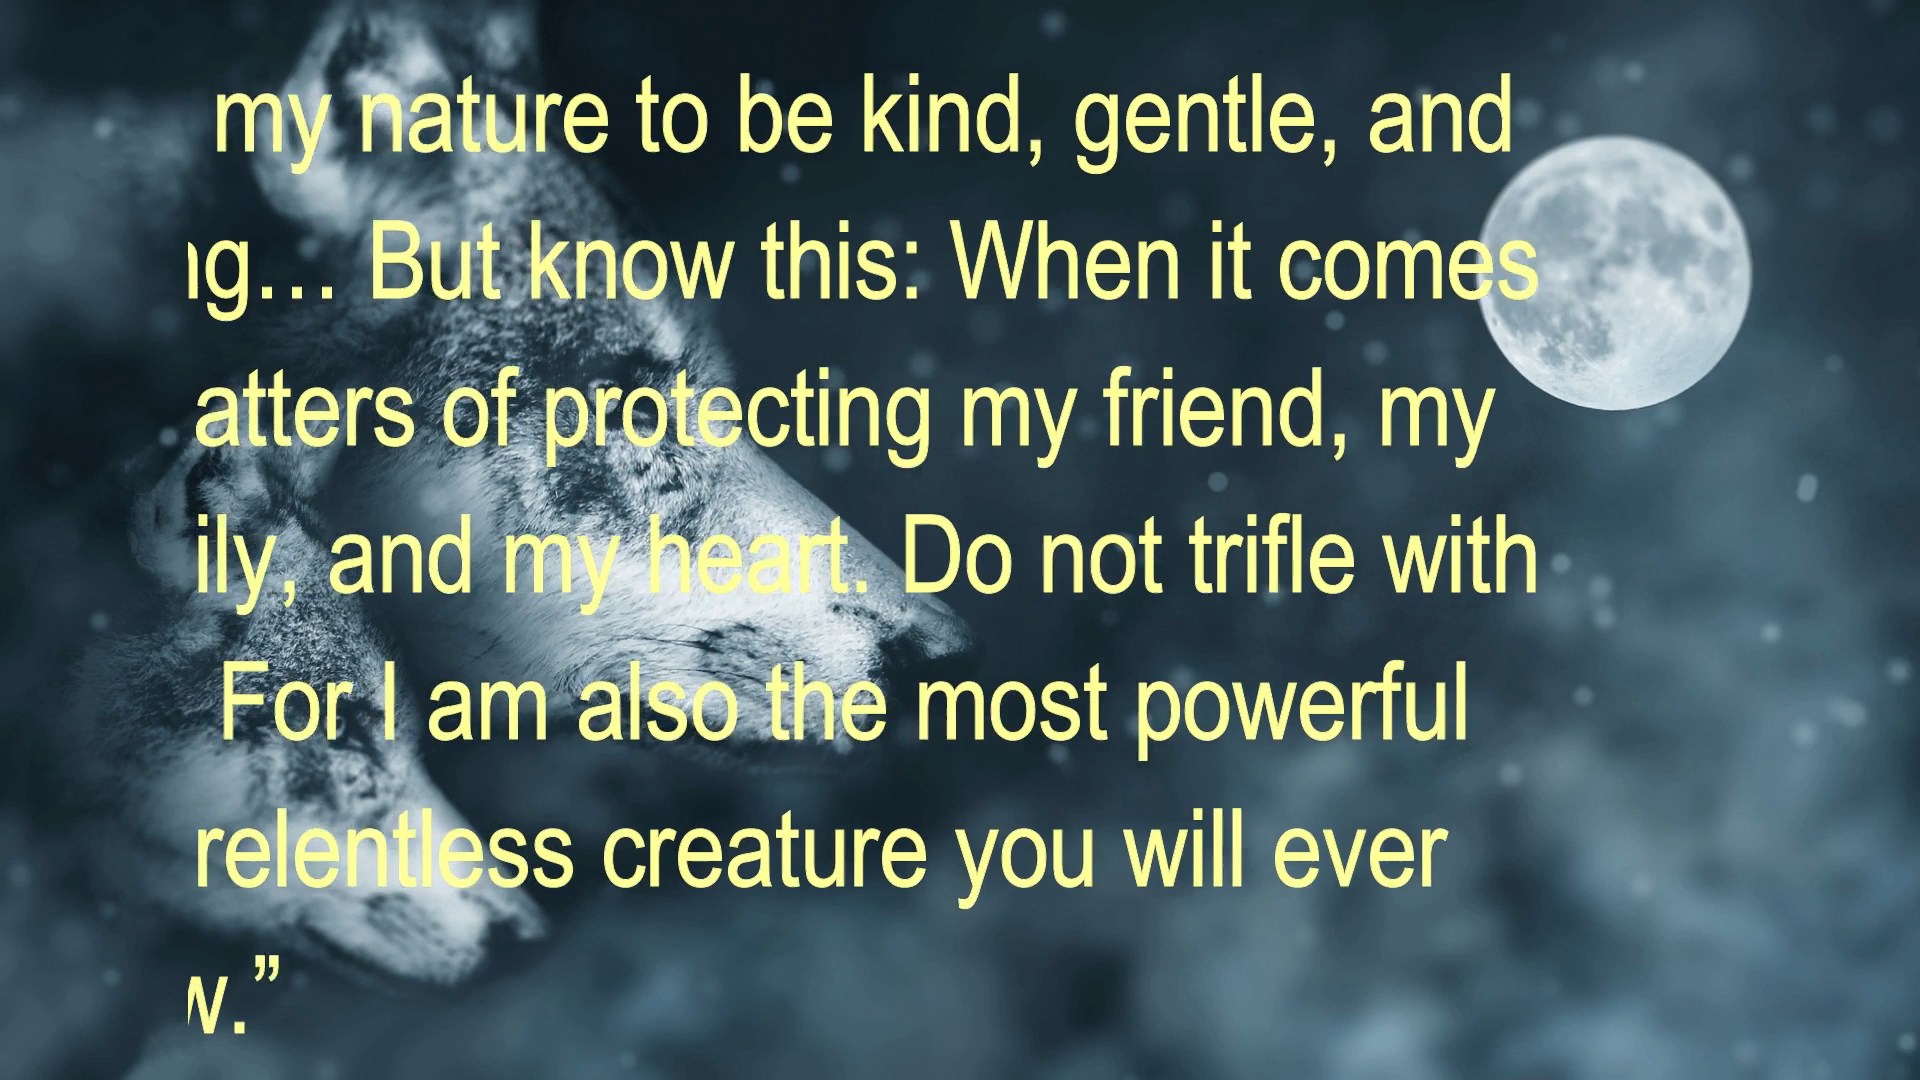 my nature to be kind, gentle, and
ng… But know this: When it comes
atters of protecting my friend, my
ily, and my heart. Do not trifle with
For I am also the most powerful
relentless creature you will ever
w.”